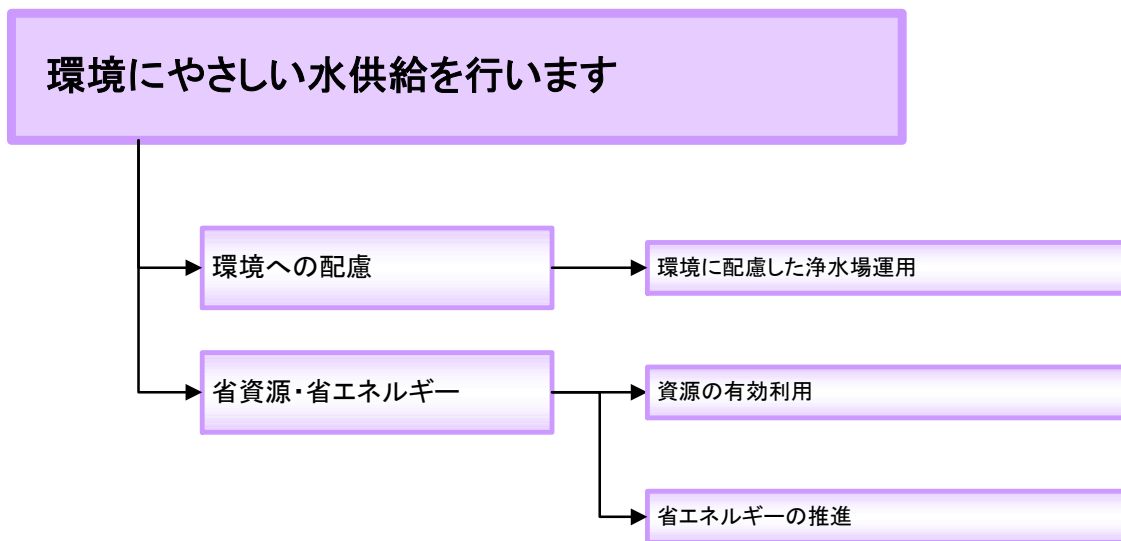 環境にやさしい水供給を行います
環境への配慮
環境に配慮した浄水場運用
省資源・省エネルギー
資源の有効利用
省エネルギーの推進